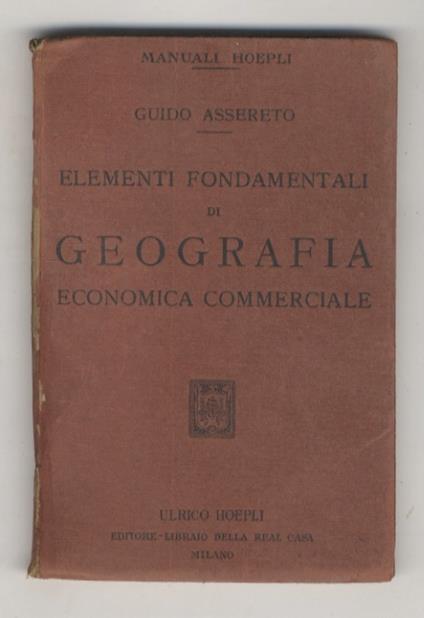 MANUALI HOEPLI
GUIDO ASSERETO
ELEMENTI FONDAMENTALI
DI
GEOGRAFIA
ECONOMICA COMMERCIALE
ULRICO HOEPLI
EDITORE-LIBRAIO DELLA REAL CASA
MILANO